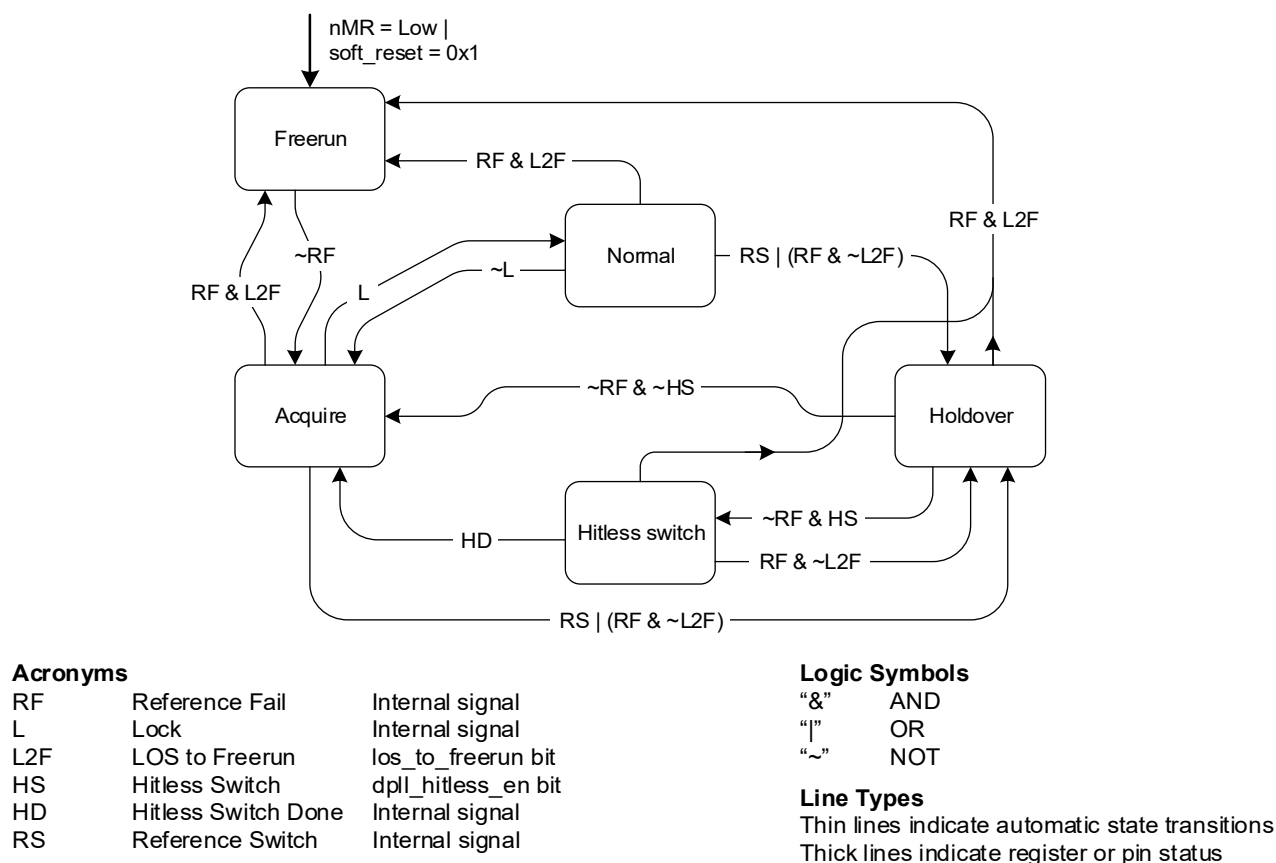 nMR = Low |
soft_reset = 0x1
Freerun
RF & L2F
RF & L2F
~RF
Normal
RS | (RF & ~L2F)
~L
RF & L2F
L
~RF & ~HS
Acquire
Holdover
~RF & HS
Hitless switch
HD
RF & ~L2F
RS | (RF & ~L2F)
Acronyms
RF Reference Fail Internal signal
L Lock Internal signal
L2F LOS to Freerun los_to_freerun bit
HS Hitless Switch dpll_hitless_en bit
HD Hitless Switch Done Internal signal
RS Reference Switch Internal signal
Logic Symbols
“&” AND
“|” OR
“~” NOT
Line Types
Thin lines indicate automatic state transitions
Thick lines indicate register or pin status